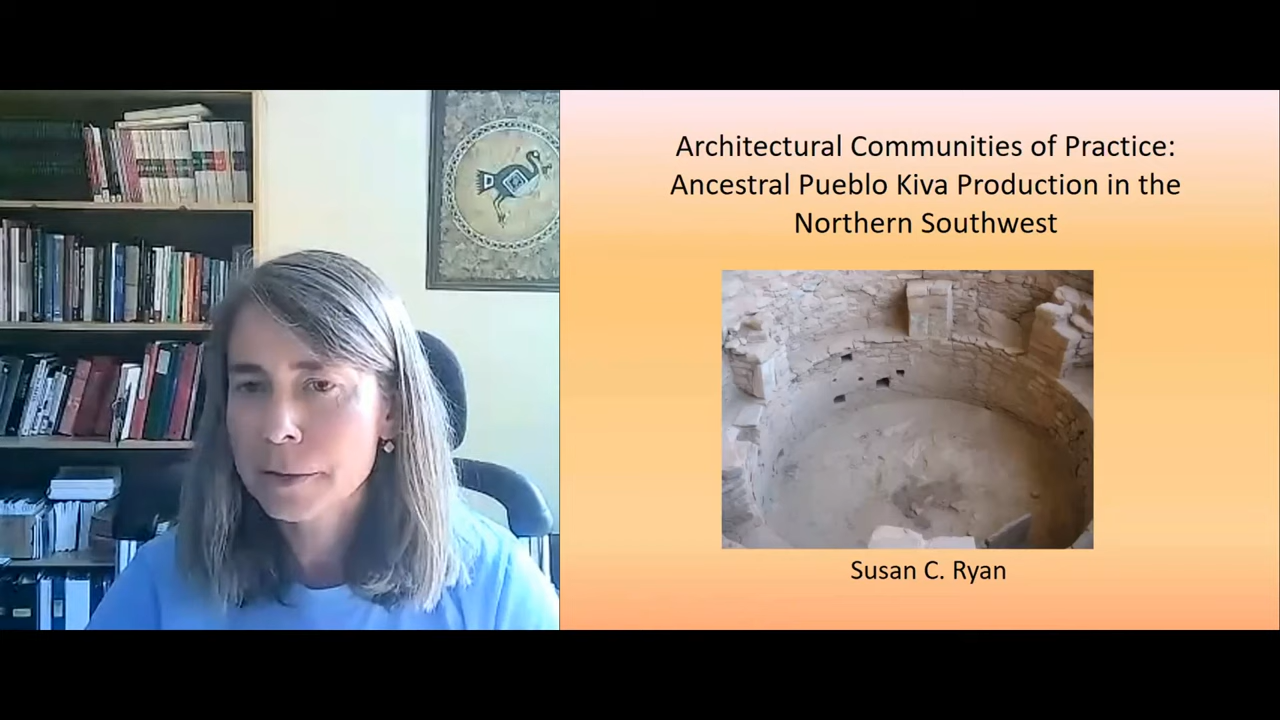 Architectural Communities of Practice:
Ancestral Pueblo Kiva Production in the
Northern Southwest
Susan C. Ryan